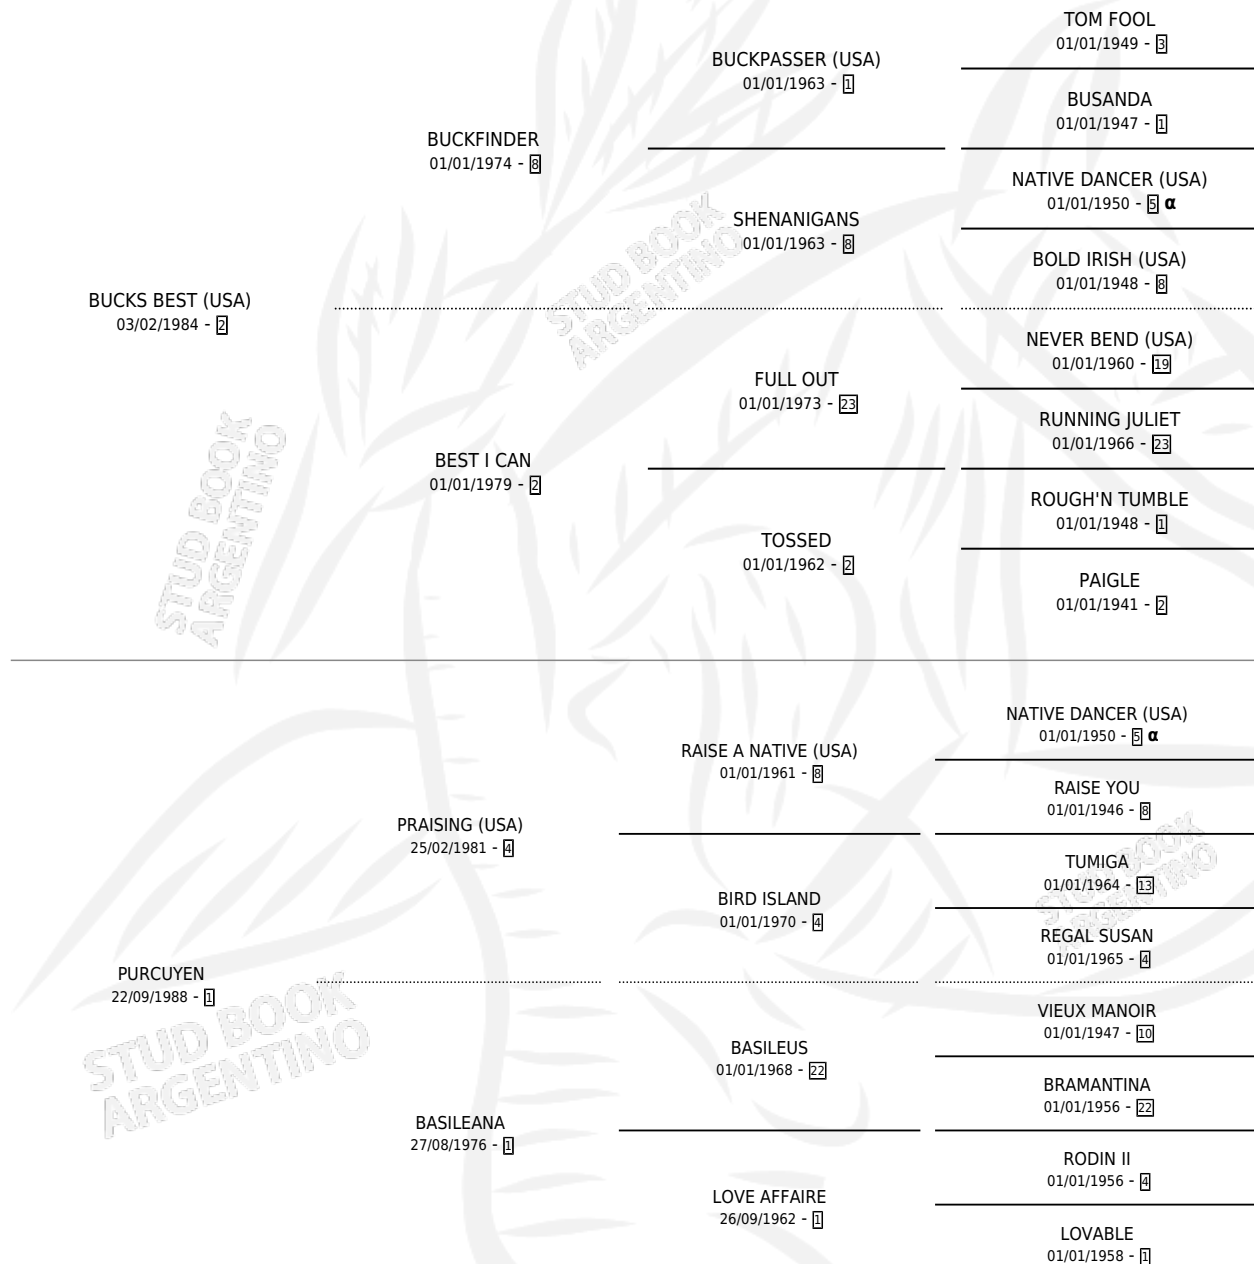 TOM FOOL
01/01/1949 - 3
BUCKPASSER (USA)
01/01/1963 - 1
BUSANDA
01/01/1947 - 1
BUCKFINDER
01/01/1974 - 8
NATIVE DANCER (USA)
01/01/1950 - 5 α
SHENANIGANS
01/01/1963 - 8
BOLD IRISH (USA)
01/01/1948 - 8
BUCKS BEST (USA)
03/02/1984 - 2
STUD BOOK
ARGENTINO
NEVER BEND (USA)
01/01/1960 - 19
FULL OUT
01/01/1973 - 23
RUNNING JULIET
01/01/1966 - 23
BEST I CAN
01/01/1979 - 2
ROUGH'N TUMBLE
01/01/1948 - 1
TOSSED
01/01/1962 - 2
PAIGLE
01/01/1941 - 2
STUD BOOK
ARGENTINO
NATIVE DANCER (USA)
01/01/1950 - 5 α
RAISE A NATIVE (USA)
01/01/1961 - 8
RAISE YOU
01/01/1946 - 8
PRAISING (USA)
25/02/1981 - 4
TUMIGA
01/01/1964 - 13
BIRD ISLAND
01/01/1970 - 4
REGAL SUSAN
01/01/1965 - 4
STUD BOOK
ARGENTINO
PURCUYEN
22/09/1988 - 1
STUD BOOK
ARGENTINO
VIEUX MANOIR
01/01/1947 - 10
BASILEUS
01/01/1968 - 22
BRAMANTINA
01/01/1956 - 22
BASILEANA
27/08/1976 - 1
RODIN II
01/01/1956 - 4
LOVE AFFAIRE
26/09/1962 - 1
LOVABLE
01/01/1958 - 1